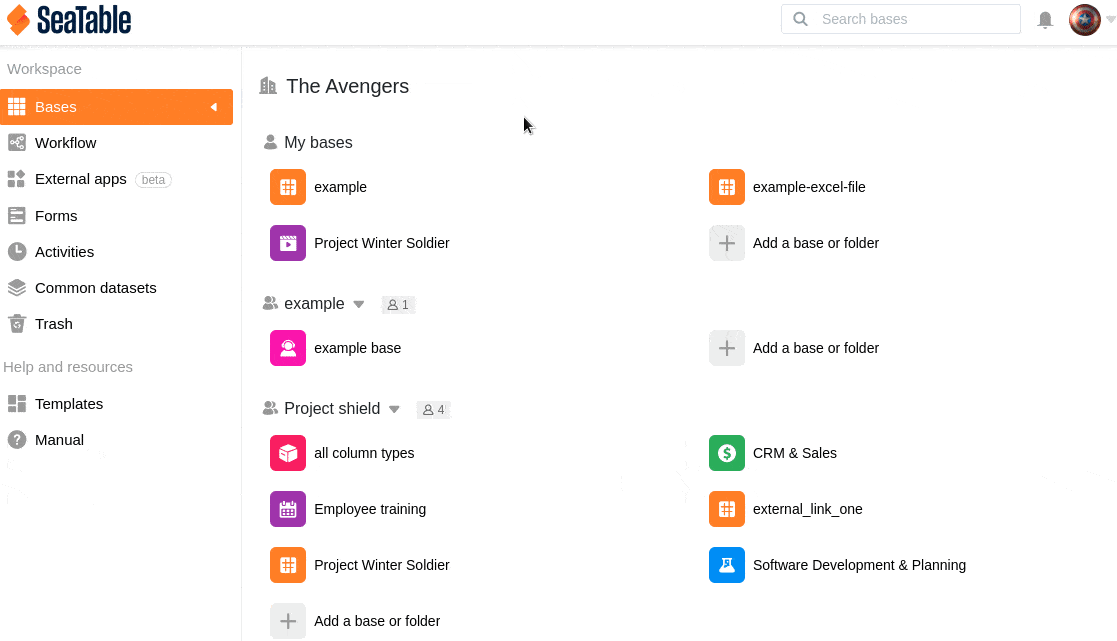 SeaTable
Search bases
Workspace
Bases
Workflow
External apps beta
Forms
Activities
Common datasets
Trash
Help and resources
Templates
Manual
The Avengers
My bases
example
example-excel-file
Project Winter Soldier
Add a base or folder
example 1
example base
Add a base or folder
Project shield 4
all column types
CRM & Sales
Employee training
external_link_one
Project Winter Soldier
Software Development & Planning
Add a base or folder